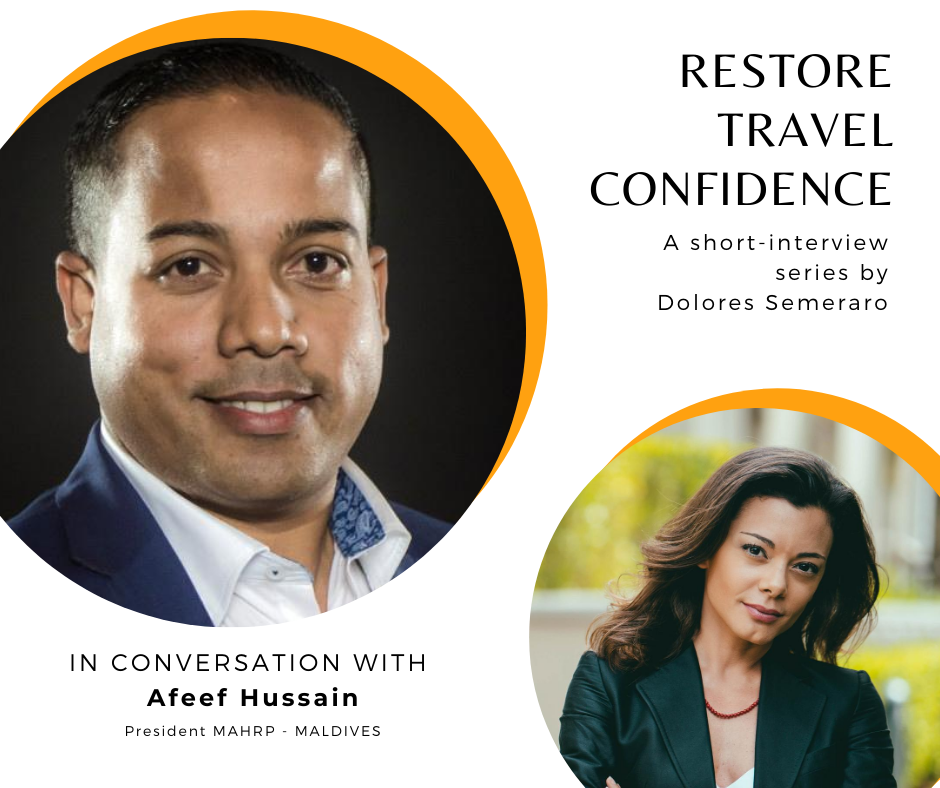 RESTORE
TRAVEL
CONFIDENCE
A short-interview
series by
Dolores Semeraro
IN CONVERSATION WITH
Afeef Hussain
President MAHRP - MALDIVES